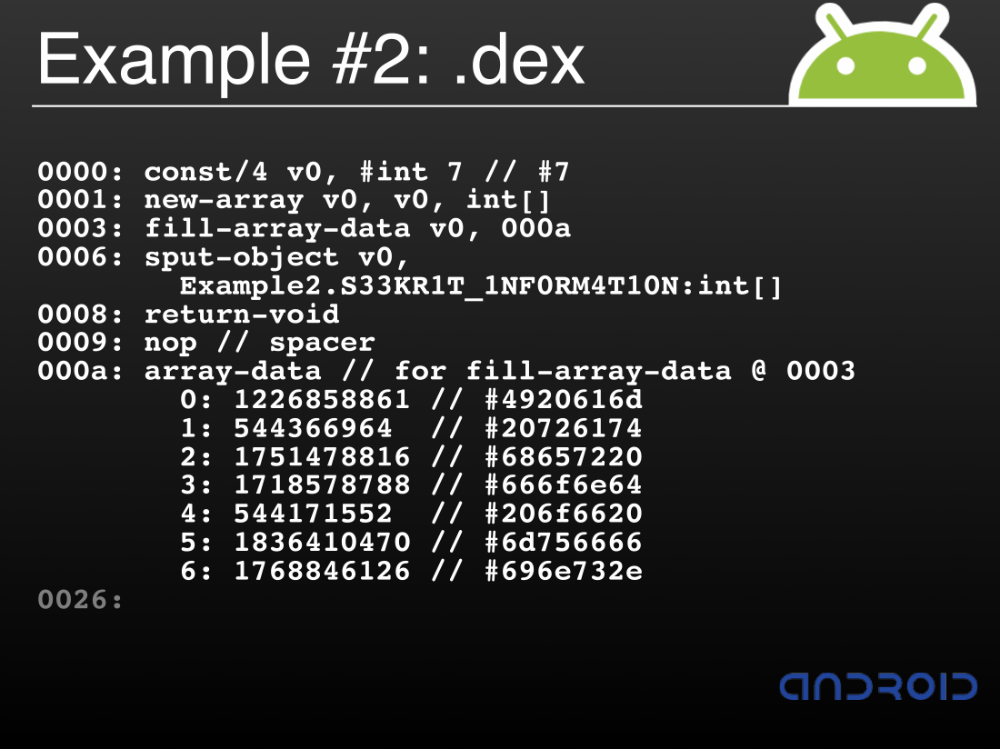 Example #2: .dex
0000: const/4 v0, #int 7 // #7
0001: new-array v0, v0, int[]
0003: fill-array-data v0, 000a
0006: sput-object v0,
Example2.S33KR1T_1NF0RM4T10N:int[]
0008: return-void
0009: nop // spacer
000a: array-data // for fill-array-data @ 0003
0: 1226858861 // #4920616d
1: 544366964 // #20726174
2: 1751478816 // #68657220
3: 1718578788 // #666f6e64
4: 544171552 // #206f6620
5: 1836410470 // #6d756666
6: 1768846126 // #696e732e
0026:
ANDROID